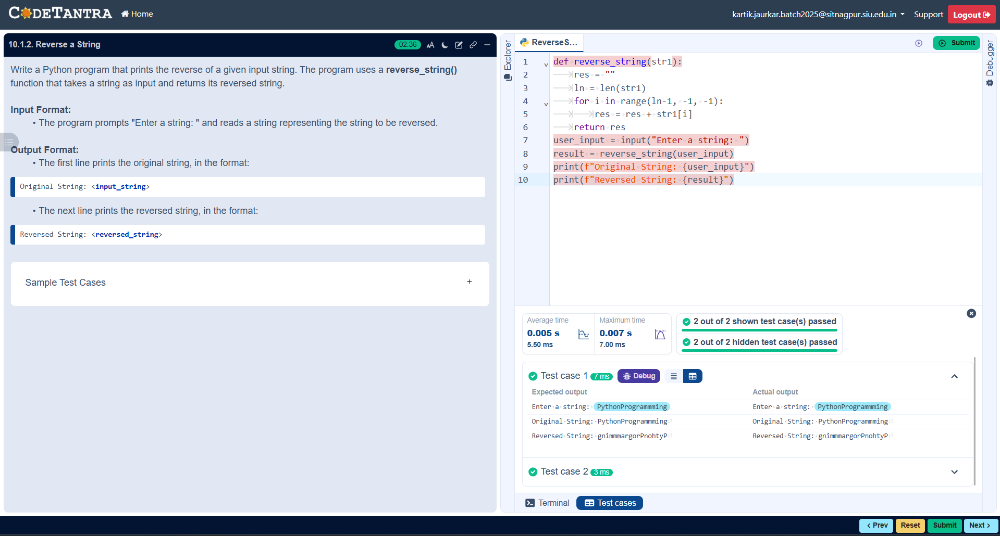 CODETANTRA Home
kartik.jaurkar.batch2025@sitnagpur.siu.edu.in Support Logout
10.1.2. Reverse a String
02:36 AA
Write a Python program that prints the reverse of a given input string. The program uses a reverse_string()
function that takes a string as input and returns its reversed string.
Input Format:
• The program prompts "Enter a string: " and reads a string representing the string to be reversed.
Output Format:
• The first line prints the original string, in the format:
Original String: <input_string>
• The next line prints the reversed string, in the format:
Reversed String: <reversed_string>
Sample Test Cases +
Explorer
ReverseS...
Submit
Debugger
1 def reverse_string(str1):
2 res = ""
3 ln = len(str1)
4 for i in range(ln-1, -1, -1):
5 res = res + str1[i]
6 return res
7 user_input = input("Enter a string: ")
8 result = reverse_string(user_input)
9 print(f"Original String: {user_input}")
10 print(f"Reversed String: {result}")
Average time
0.005 s
5.50 ms
Maximum time
0.007 s
7.00 ms
2 out of 2 shown test case(s) passed
2 out of 2 hidden test case(s) passed
Test case 1 7 ms Debug
Expected output
Enter a string: PythonProgrammming
Original String: PythonProgrammming
Reversed String: gnimmmargorPnohtyP
Actual output
Enter a string: PythonProgrammming
Original String: PythonProgrammming
Reversed String: gnimmmargorPnohtyP
Test case 2 3 ms
Terminal Test cases
< Prev Reset Submit Next >